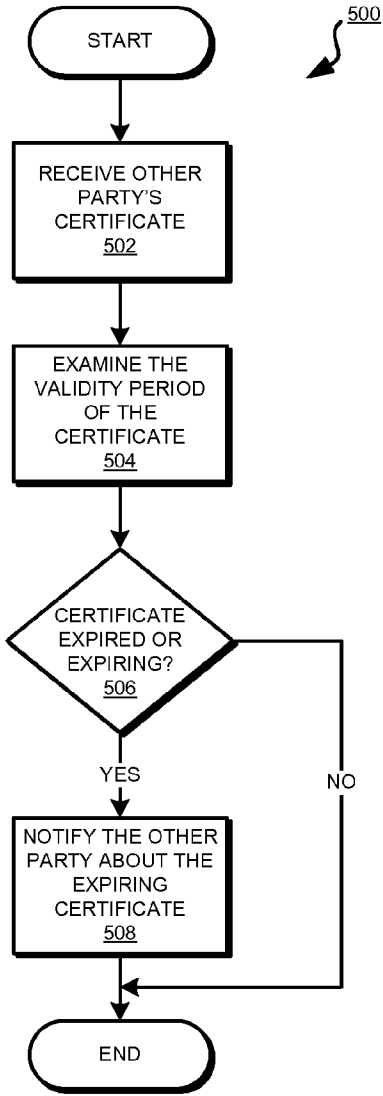 500
START
RECEIVE OTHER
PARTY'S
CERTIFICATE
502
EXAMINE THE
VALIDITY PERIOD
OF THE
CERTIFICATE
504
CERTIFICATE
EXPIRED OR
EXPIRING?
506
YES
NO
NOTIFY THE OTHER
PARTY ABOUT THE
EXPIRING
CERTIFICATE
508
END